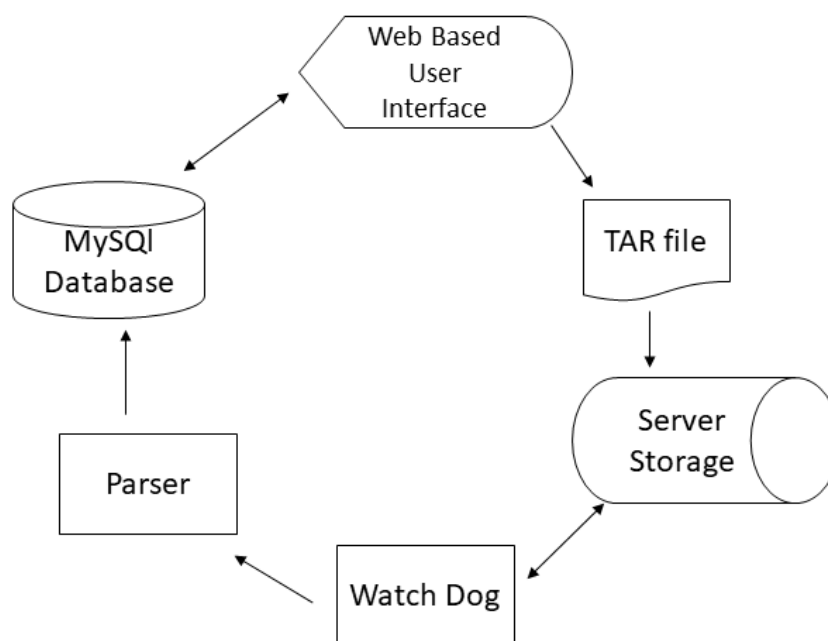 Web Based
User
Interface
MySQl
Database
TAR file
Server
Storage
Parser
Watch Dog